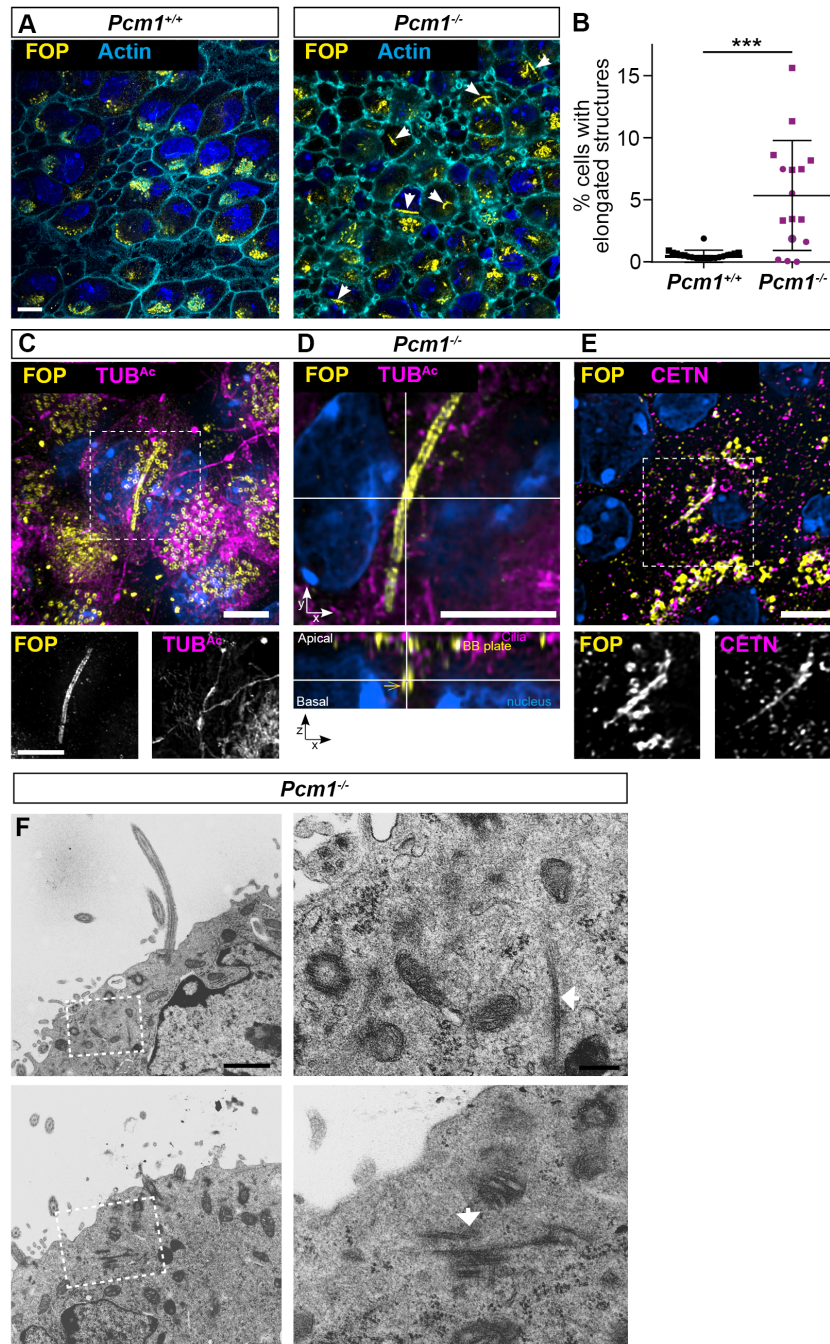 A
Pcm1+/+
Pcm1-/-
FOP Actin
FOP Actin
B
***
% cells with
elongated structures
15
10
5
0
Pcm1+/+ Pcm1-/-
C D Pcm1-/- E
FOP TUBAc
FOP TUBAc
FOP CETN
y
x
FOP
TUBAc
Apical
Cilia
BB plate
Basal
nucleus
z
x
FOP
CETN
Pcm1-/-
F